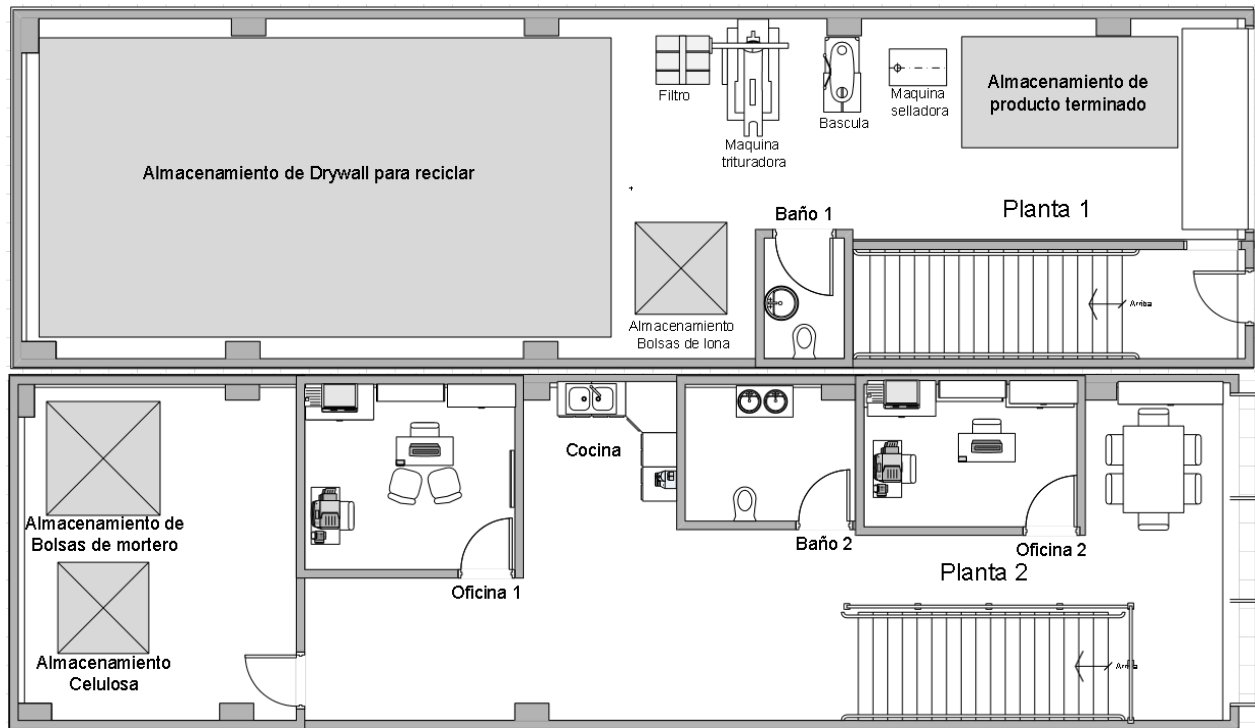 Filtro
Maquina
trituradora
Bascula
Maquina
selladora
Almacenamiento de
producto terminado
Almacenamiento de Drywall para reciclar
Baño 1
Planta 1
Almacenamiento
Bolsas de lona
Arriba
Cocina
Almacenamiento de
Bolsas de mortero
Baño 2
Oficina 2
Oficina 1
Planta 2
Almacenamiento
Celulosa
Arriba